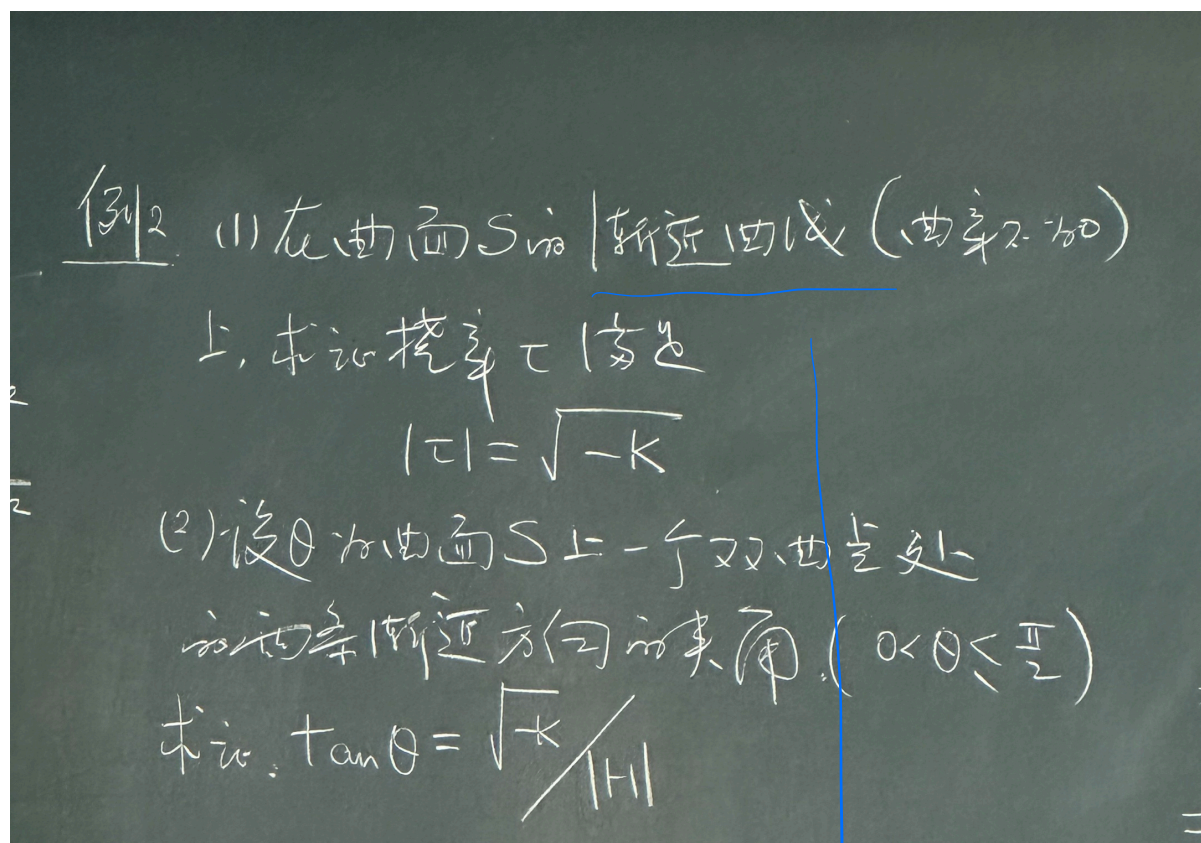 例2 (1) 在曲面S的渐近曲线(曲率不为0)
上,求证挠率τ满足
|τ|=√-K
(2) 设θ为曲面S上一个双曲点处
的两条渐近方向的夹角.(0<θ≤π/2)
求证: tanθ=√-K/|H|